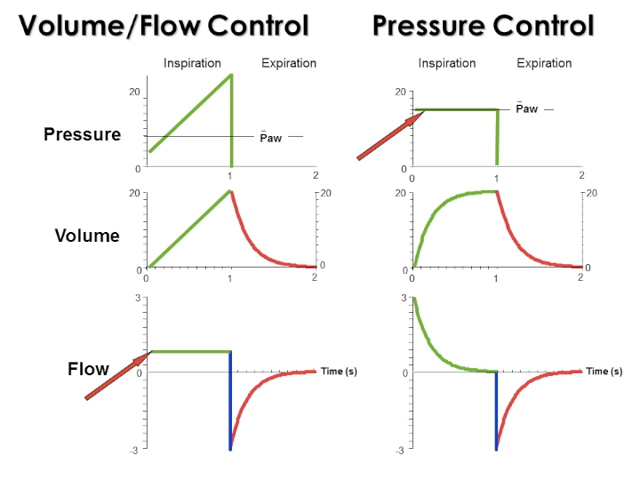 Volume/Flow Control Pressure Control
Inspiration Expiration Inspiration Expiration
20 20
Pressure P̄aw P̄aw
0 0
1 2 1 2
20 20 20 20
Volume
0 0 0 0
0 1 2 0 1 2
3 3
Flow 0 Time (s) 0 Time (s)
-3 -3